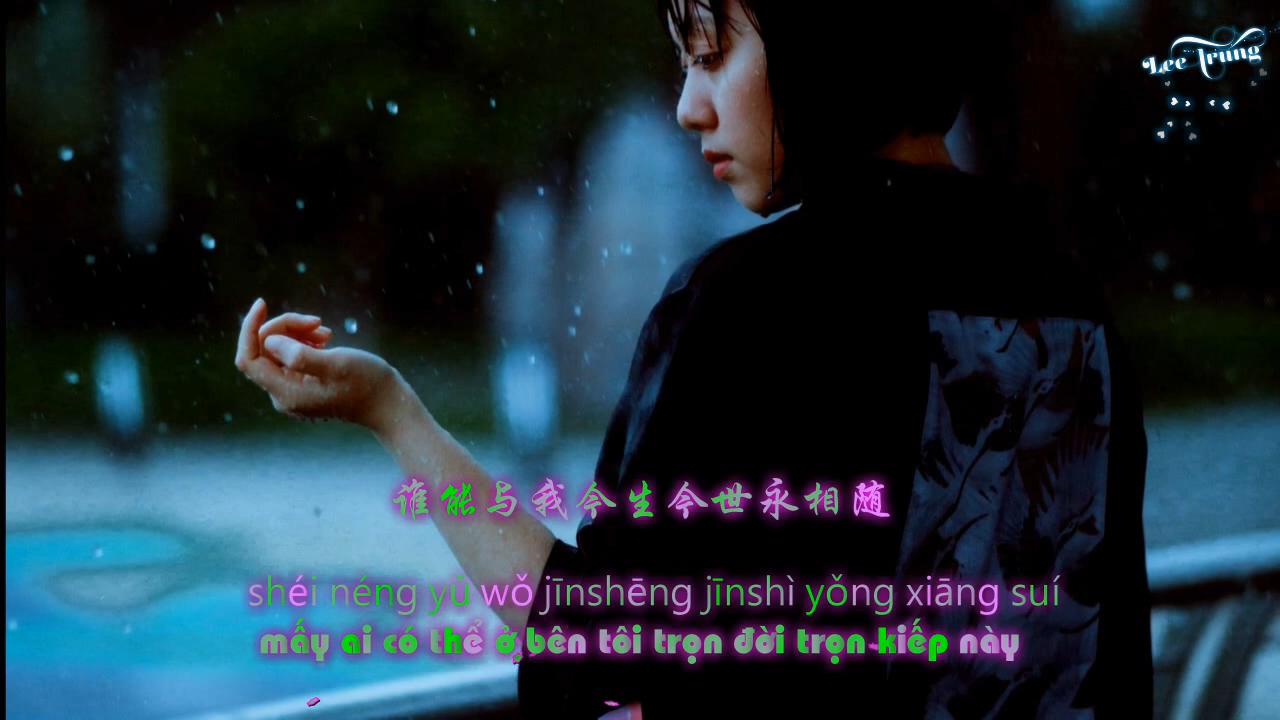 Lee Trung
谁能与我今生今世永相随
shéi néng yǔ wǒ jīnshēng jīnshì yǒng xiāng suí
mấy ai có thể ở bên tôi trọn đời trọn kiếp này